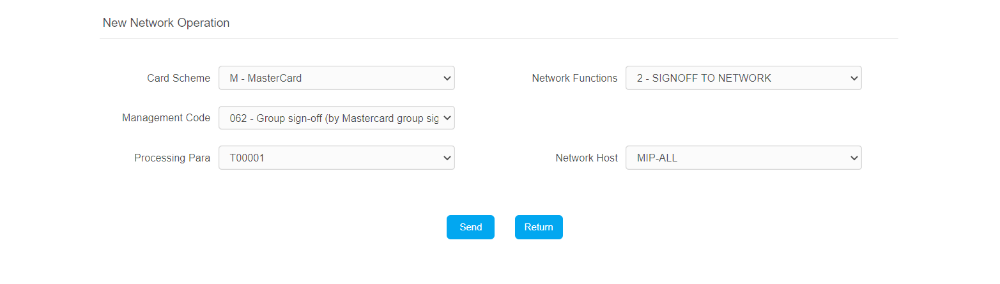 New Network Operation
Card Scheme M - MasterCard Network Functions 2 - SIGNOFF TO NETWORK
Management Code 062 - Group sign-off (by Mastercard group sig
Processing Para T00001 Network Host MIP-ALL
Send Return